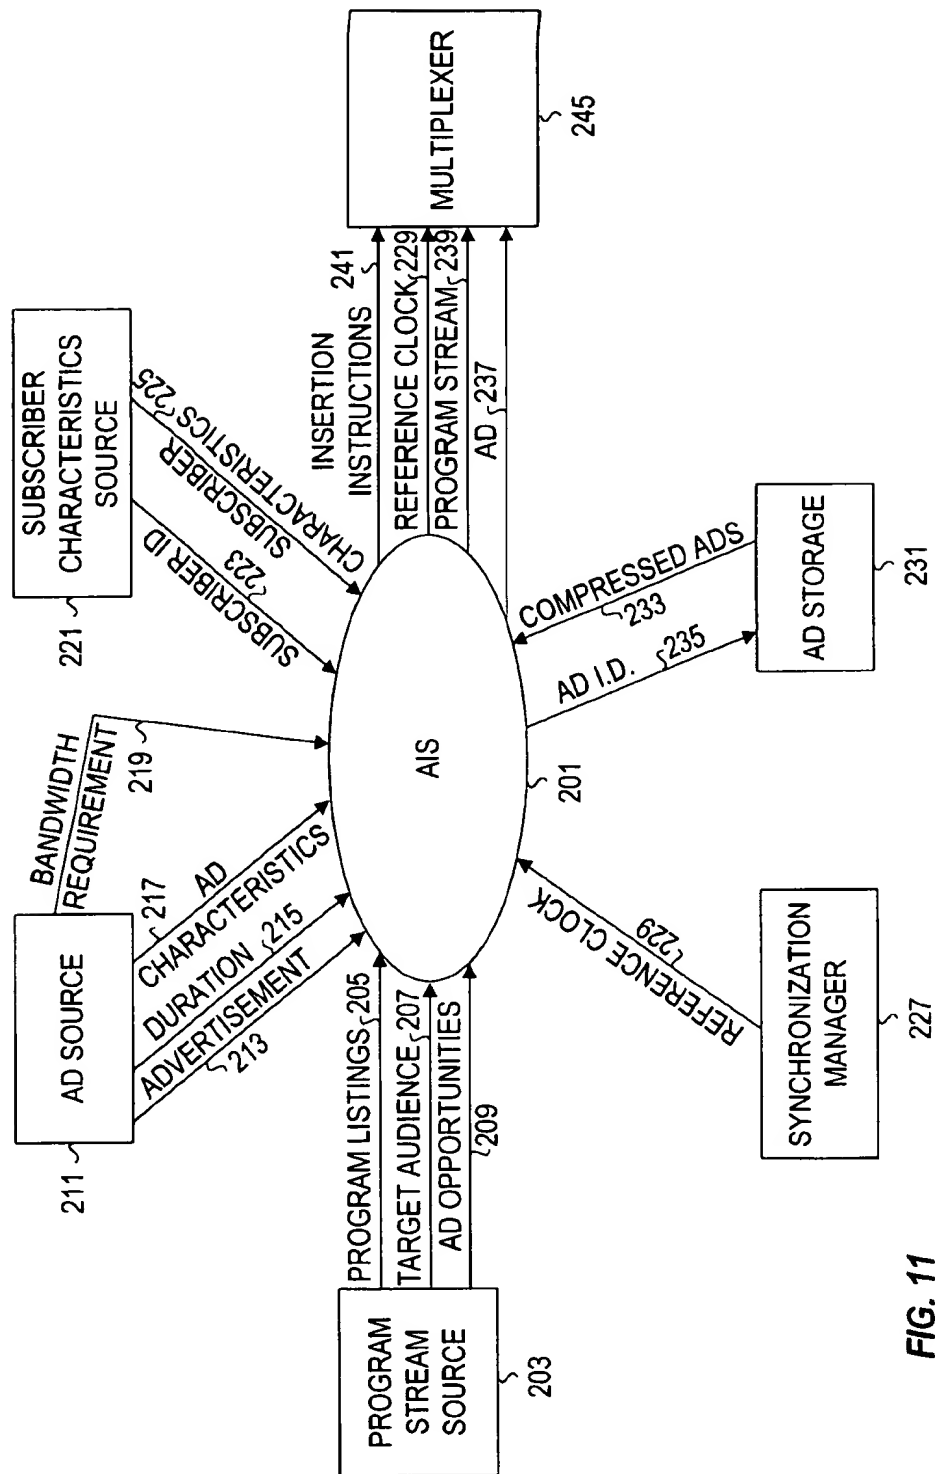 211
AD SOURCE
BANDWIDTH
REQUIREMENT
219
217
AD
CHARACTERISTICS
DURATION
215
ADVERTISEMENT
213
221
SUBSCRIBER
CHARACTERISTICS
SOURCE
SUBSCRIBER ID
223
SUBSCRIBER
CHARACTERISTICS
225
PROGRAM
STREAM
SOURCE
203
PROGRAM LISTINGS
205
TARGET AUDIENCE
207
AD OPPORTUNITIES
209
AIS
201
INSERTION
INSTRUCTIONS
241
REFERENCE CLOCK
229
PROGRAM STREAM
239
AD
237
MULTIPLEXER
245
REFERENCE CLOCK
229
SYNCHRONIZATION
MANAGER
227
AD I.D.
235
COMPRESSED ADS
233
AD STORAGE
231
FIG. 11